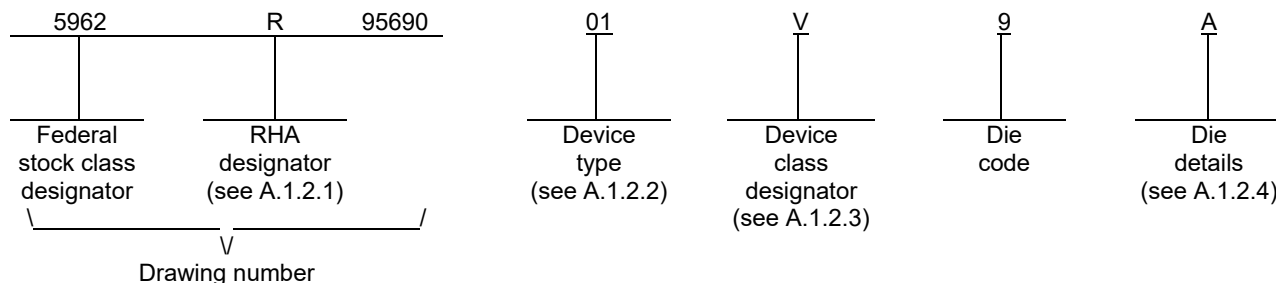 5962 R 95690 01 V 9 A
Federal stock class designator
RHA designator (see A.1.2.1)
Device type (see A.1.2.2)
Device class designator (see A.1.2.3)
Die code
Die details (see A.1.2.4)
\ /
\/
Drawing number